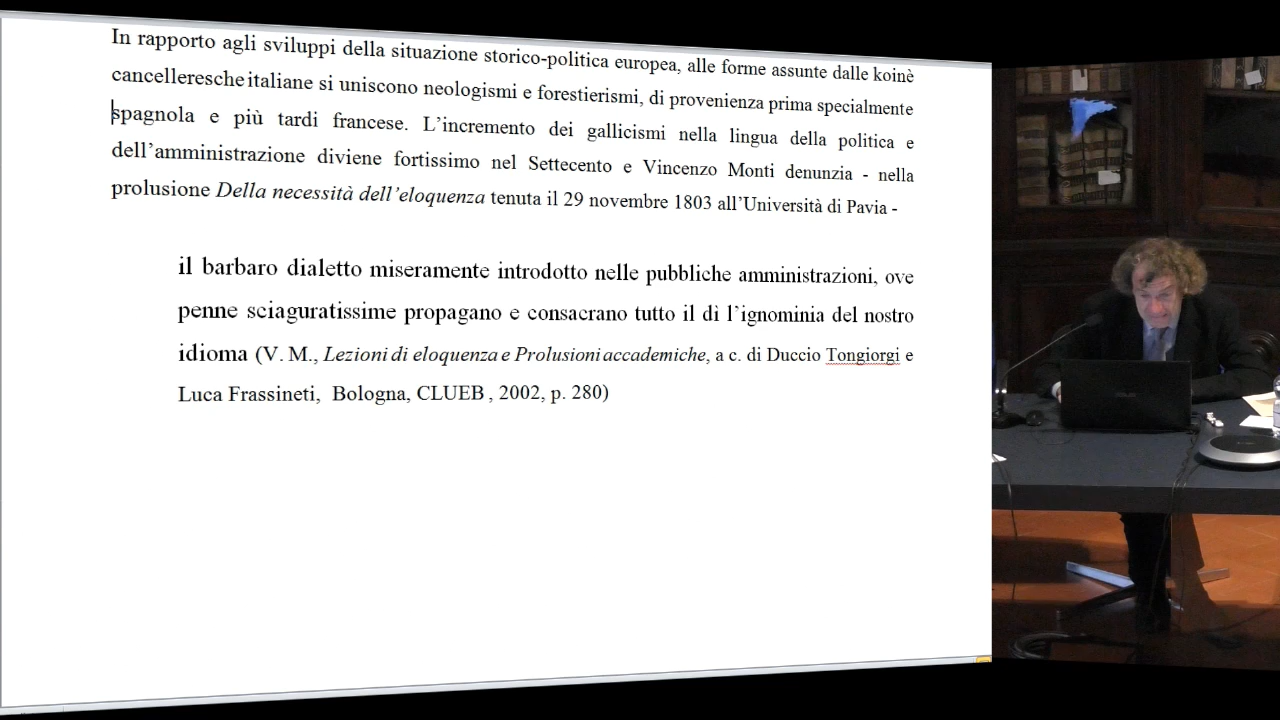 In rapporto agli sviluppi della situazione storico-politica europea, alle forme assunte dalle koinè
cancelleresche italiane si uniscono neologismi e forestierismi, di provenienza prima specialmente
spagnola e più tardi francese. L’incremento dei gallicismi nella lingua della politica e
dell’amministrazione diviene fortissimo nel Settecento e Vincenzo Monti denunzia - nella
prolusione Della necessità dell’eloquenza tenuta il 29 novembre 1803 all’Università di Pavia -
il barbaro dialetto miseramente introdotto nelle pubbliche amministrazioni, ove
penne sciaguratissime propagano e consacrano tutto il dì l’ignominia del nostro
idioma (V. M., Lezioni di eloquenza e Prolusioni accademiche, a c. di Duccio Tongiorgi e
Luca Frassineti, Bologna, CLUEB , 2002, p. 280)
ASUS